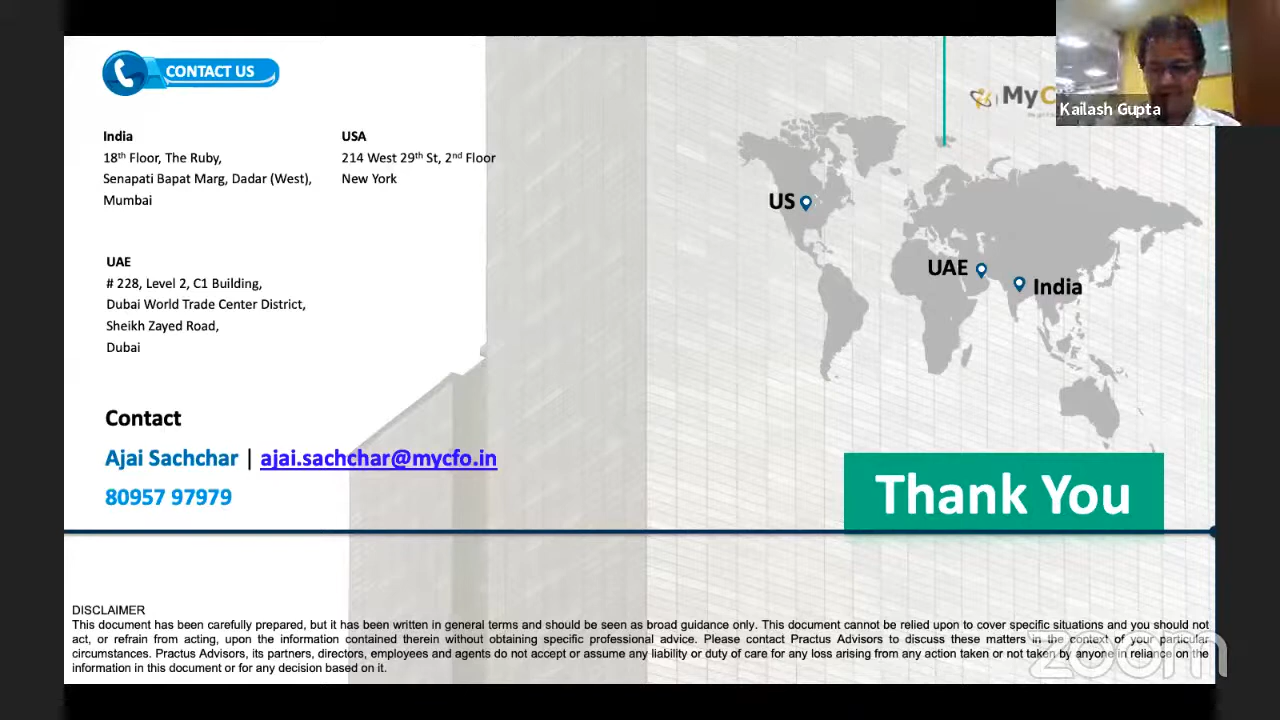 CONTACT US
India
18th Floor, The Ruby,
Senapati Bapat Marg, Dadar (West),
Mumbai
USA
214 West 29th St, 2nd Floor
New York
UAE
# 228, Level 2, C1 Building,
Dubai World Trade Center District,
Sheikh Zayed Road,
Dubai
Contact
Ajai Sachchar | ajai.sachchar@mycfo.in
80957 97979
MyC
Kailash Gupta
US
UAE
India
Thank You
DISCLAIMER
This document has been carefully prepared, but it has been written in general terms and should be seen as broad guidance only. This document cannot be relied upon to cover specific situations and you should not
act, or refrain from acting, upon the information contained therein without obtaining specific professional advice. Please contact Practus Advisors to discuss these matters in the context of your particular
circumstances. Practus Advisors, its partners, directors, employees and agents do not accept or assume any liability or duty of care for any loss arising from any action taken or not taken by anyone in reliance on the
information in this document or for any decision based on it.
zoom